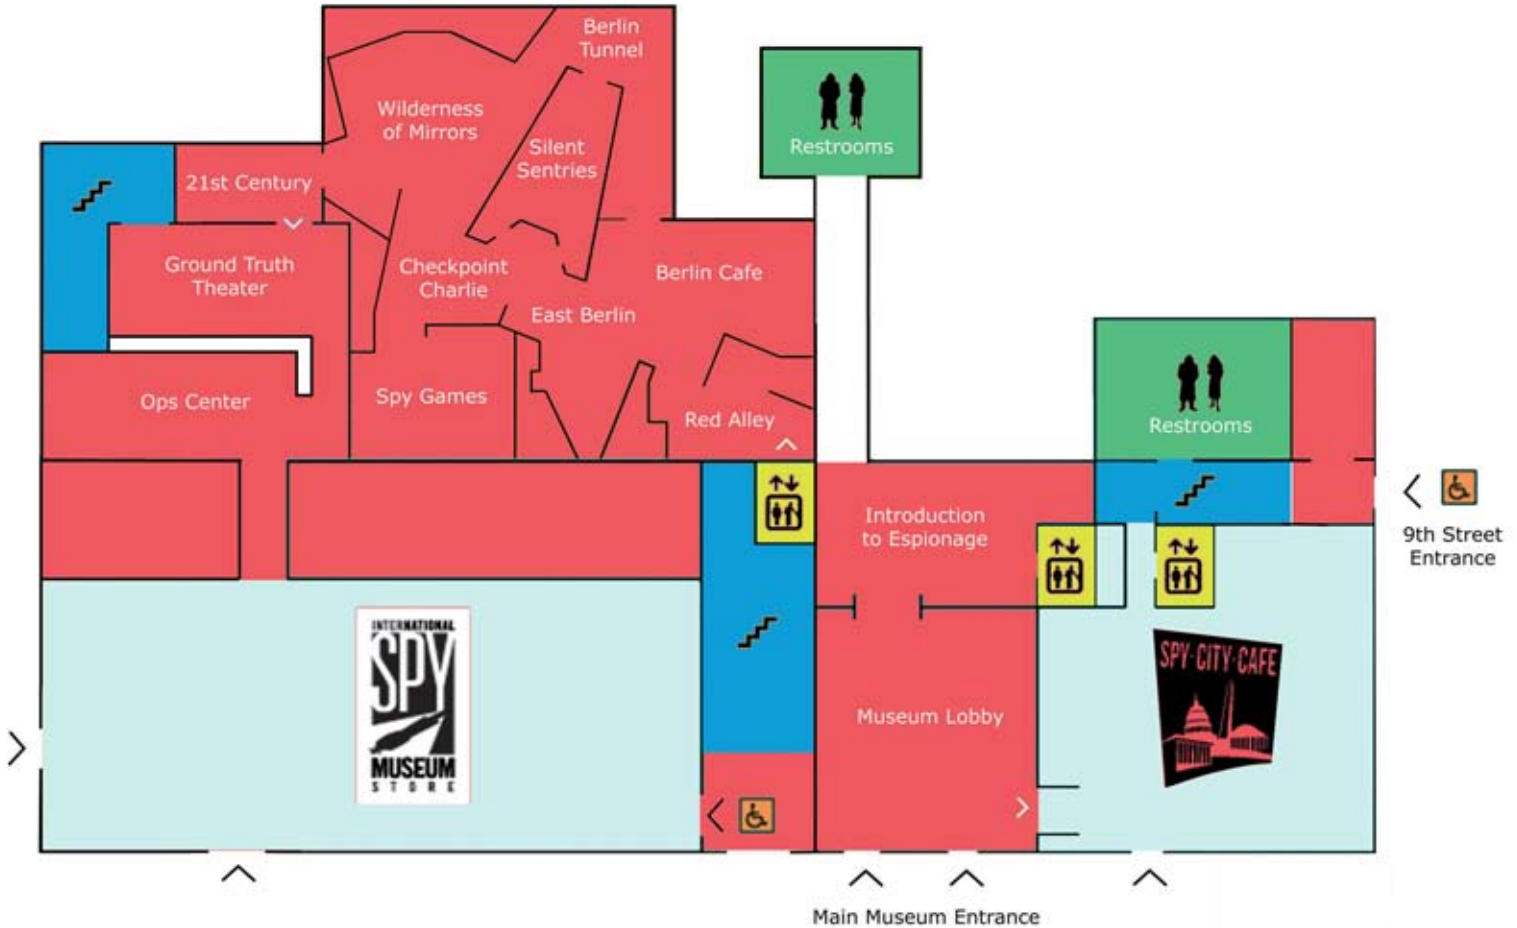 Berlin
Tunnel
Wilderness
of Mirrors
Silent
Sentries
Restrooms
21st Century
Ground Truth
Theater
Checkpoint
Charlie
Berlin Cafe
East Berlin
Ops Center
Spy Games
Red Alley
Restrooms
Introduction
to Espionage
9th Street
Entrance
INTERNATIONAL
SPY
MUSEUM
STORE
SPY·CITY·CAFE
Museum Lobby
Main Museum Entrance